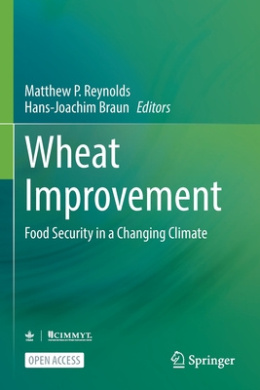 Matthew P. Reynolds
Hans-Joachim Braun Editors
Wheat
Improvement
Food Security in a Changing Climate
CIMMYT.
OPEN ACCESS
Springer